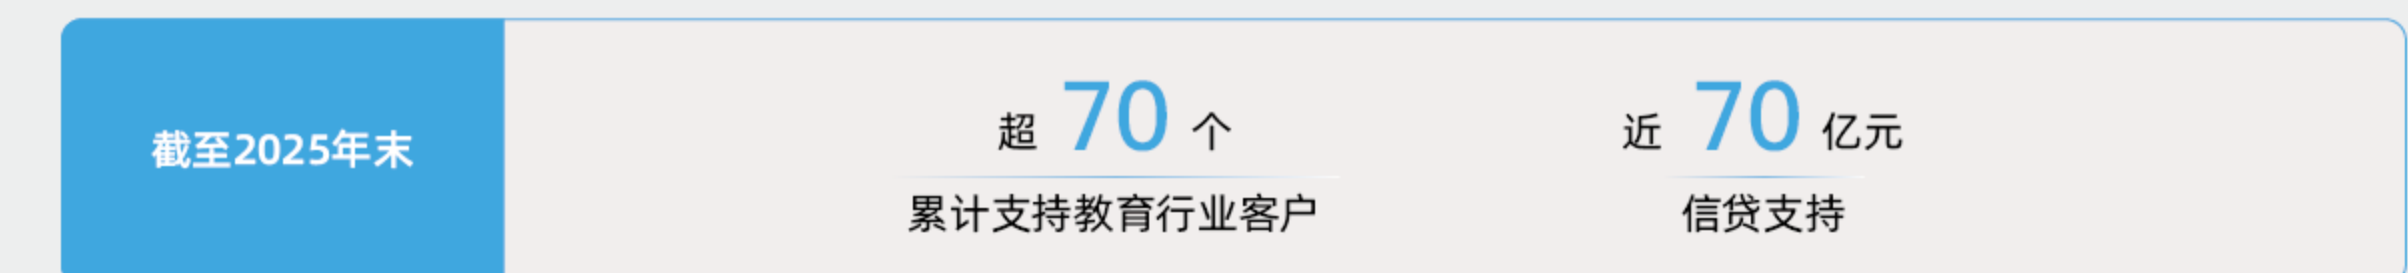 截至2025年末
超 70 个
累计支持教育行业客户
近 70 亿元
信贷支持